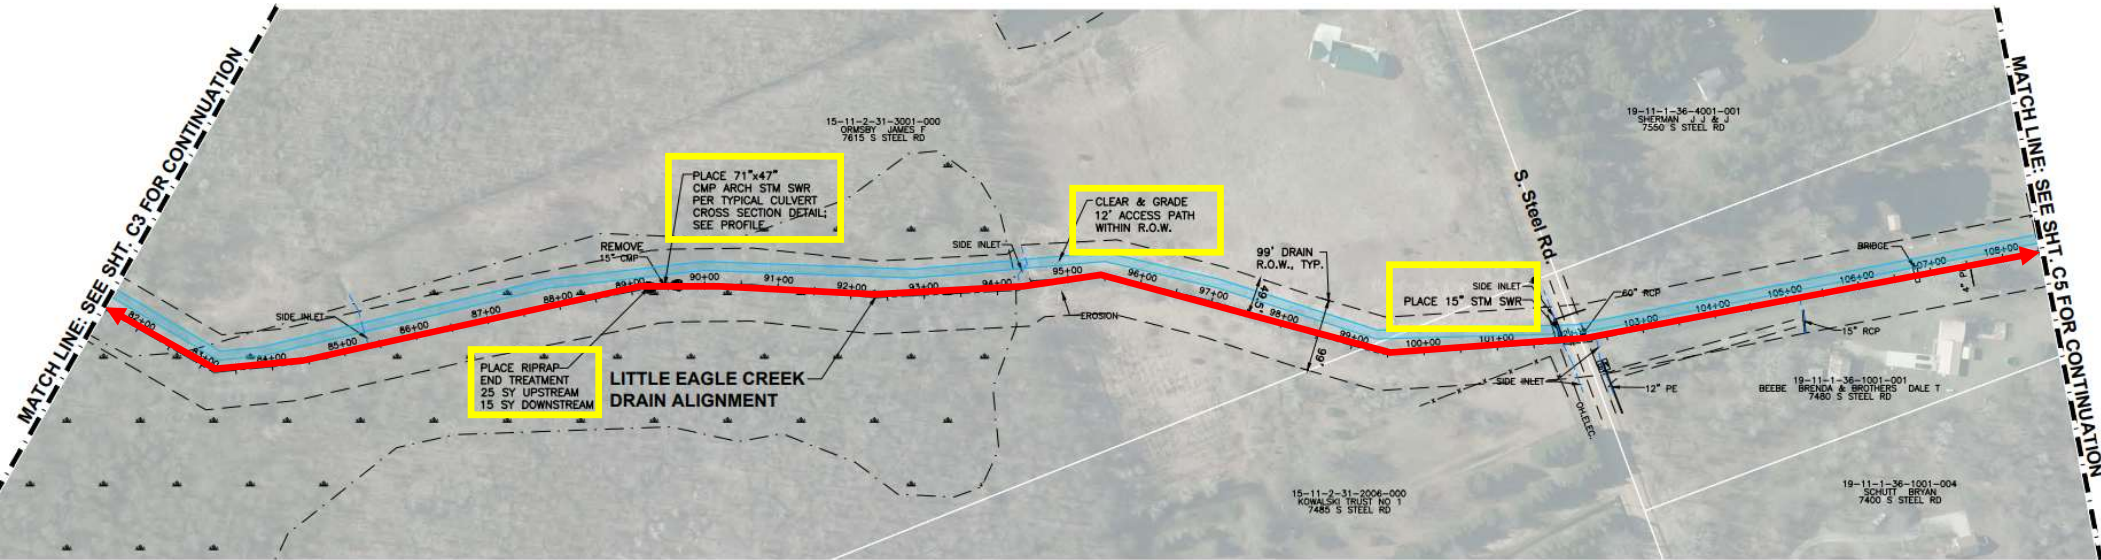 MATCH LINE: SEE SHT. C3 FOR CONTINUATION
15-11-2-31-3001-000
ORMSBY JAMES F
7615 S STEEL RD
PLACE 71"x47"
CMP ARCH STM SWR
PER TYPICAL CULVERT
CROSS SECTION DETAIL;
SEE PROFILE
REMOVE
15" CMP
SIDE INLET
CLEAR & GRADE
12' ACCESS PATH
WITHIN R.O.W.
99' DRAIN
R.O.W., TYP.
SIDE INLET
PLACE 15" STM SWR
S. Steel Rd
60" RCP
19-11-1-36-4001-001
SHERMAN J J & J
7550 S STEEL RD
BRIDGE
MATCH LINE: SEE SHT. C5 FOR CONTINUATION
82+00
83+00
84+00
85+00
86+00
87+00
88+00
89+00
90+00
91+00
92+00
93+00
94+00
95+00
96+00
97+00
98+00
99+00
100+00
101+00
103+00
104+00
105+00
106+00
107+00
108+00
SIDE INLET
EROSION
49.5'
99'
PLACE RIPRAP
END TREATMENT
25 SY UPSTREAM
15 SY DOWNSTREAM
LITTLE EAGLE CREEK
DRAIN ALIGNMENT
SIDE INLET
OH-ELEC.
12" PE
15" RCP
19-11-1-36-1001-001
BEEBE BRENDA & BROTHERS DALE T
7480 S STEEL RD
15-11-2-31-2006-000
KOWALSKI TRUST NO 1
7485 S STEEL RD
19-11-1-36-1001-004
SCHUTT BRYAN
7400 S STEEL RD